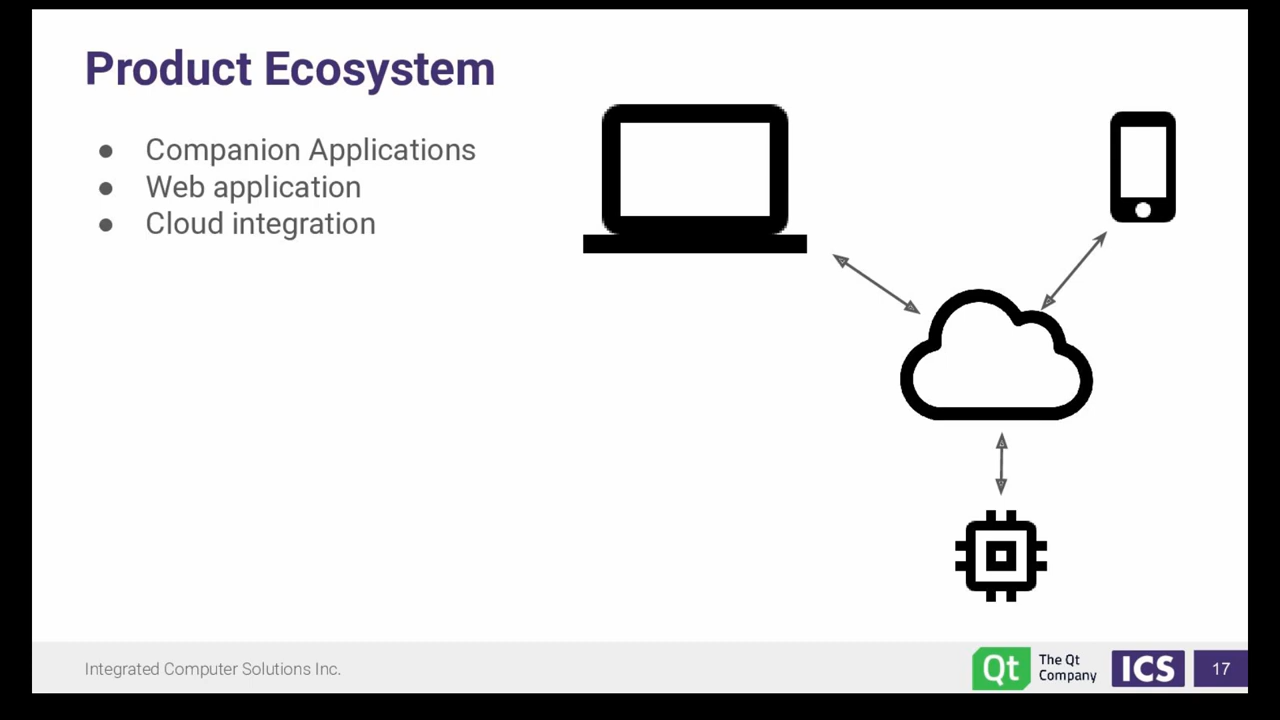 Product Ecosystem
● Companion Applications
● Web application
● Cloud integration
Integrated Computer Solutions Inc.
Qt
The Qt
Company
ICS
17